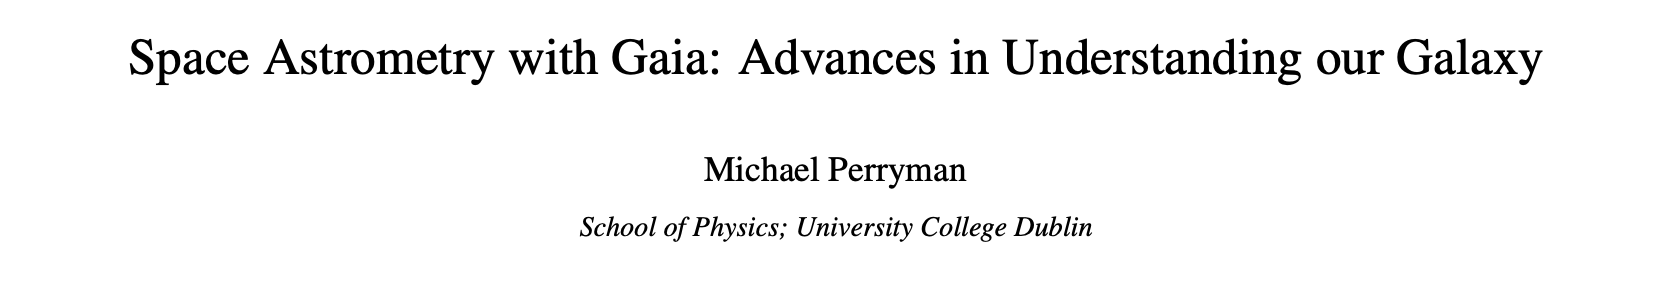 Space Astrometry with Gaia: Advances in Understanding our Galaxy
Michael Perryman
School of Physics; University College Dublin